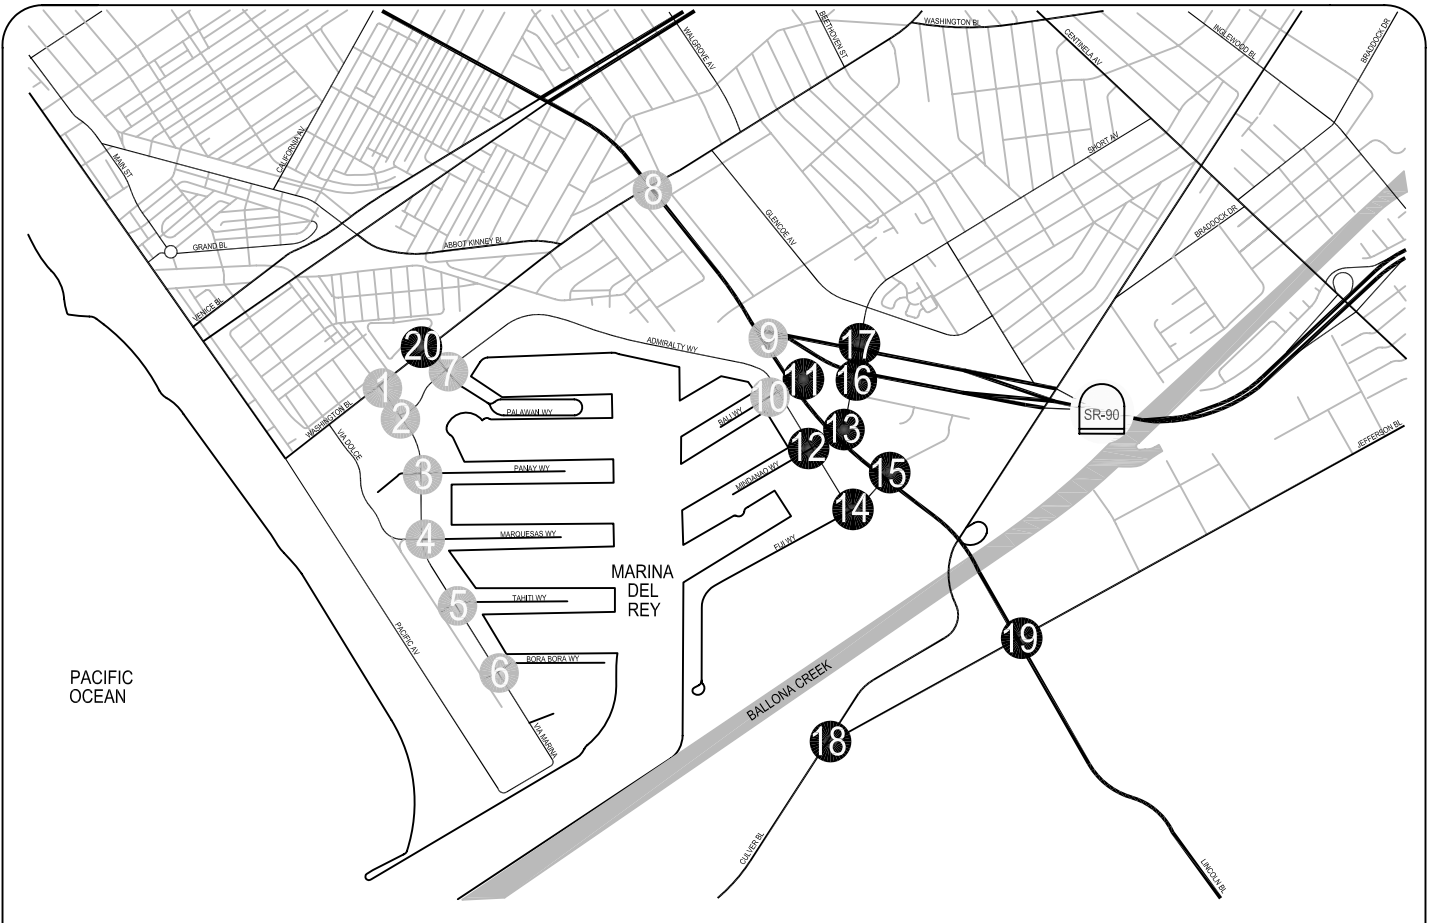 WASHINGTON BL
BEETHOVEN ST
WALGROVE AV
CENTINELA AV
INGLEWOOD BL
BRADDOCK DR
CALIFORNIA AV
MAIN ST
SHORT AV
8
GLENCOE AV
BRADDOCK DR
GRAND BL
ABBOT KINNEY BL
VENICE BL
ADMIRALTY WY
9
17
20
7
1
11
16
10
SR-90
2
PALAWAN WY
BALI WY
WASHINGTON BL
VIA DOLCE
13
JEFFERSON BL
12
3
PANAY WY
MINDANAO WY
15
14
4
MARQUESAS WY
FIJI WY
MARINA
DEL
REY
5
TAHITI WY
PACIFIC AV
19
6
BORA BORA WY
PACIFIC
OCEAN
BALLONA CREEK
VIA MARINA
18
CULVER BL
LINCOLN BL